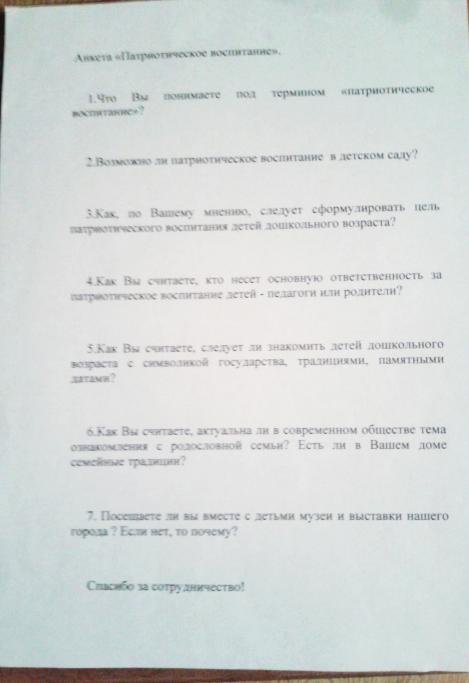 Анкета «Патриотическое воспитание».
1.Что Вы понимаете под термином «патриотическое
воспитание»?
2.Возможно ли патриотическое воспитание в детском саду?
3.Как, по Вашему мнению, следует сформулировать цель
патриотического воспитания детей дошкольного возраста?
4.Как Вы считаете, кто несет основную ответственность за
патриотическое воспитание детей - педагоги или родители?
5.Как Вы считаете, следует ли знакомить детей дошкольного
возраста с символикой государства, традициями, памятными
датами?
6.Как Вы считаете, актуальна ли в современном обществе тема
ознакомления с родословной семьи? Есть ли в Вашем доме
семейные традиции?
7. Посещаете ли вы вместе с детьми музеи и выставки нашего
города ? Если нет, то почему?
Спасибо за сотрудничество!